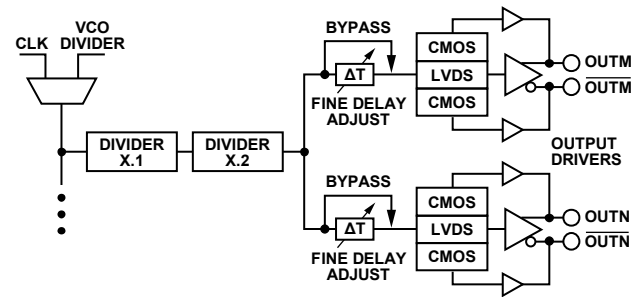 CLK
VCO
DIVIDER
DIVIDER
X.1
DIVIDER
X.2
BYPASS
ΔT
FINE DELAY
ADJUST
CMOS
LVDS
CMOS
OUTM
OUTM
OUTPUT
DRIVERS
BYPASS
ΔT
FINE DELAY
ADJUST
CMOS
LVDS
CMOS
OUTN
OUTN